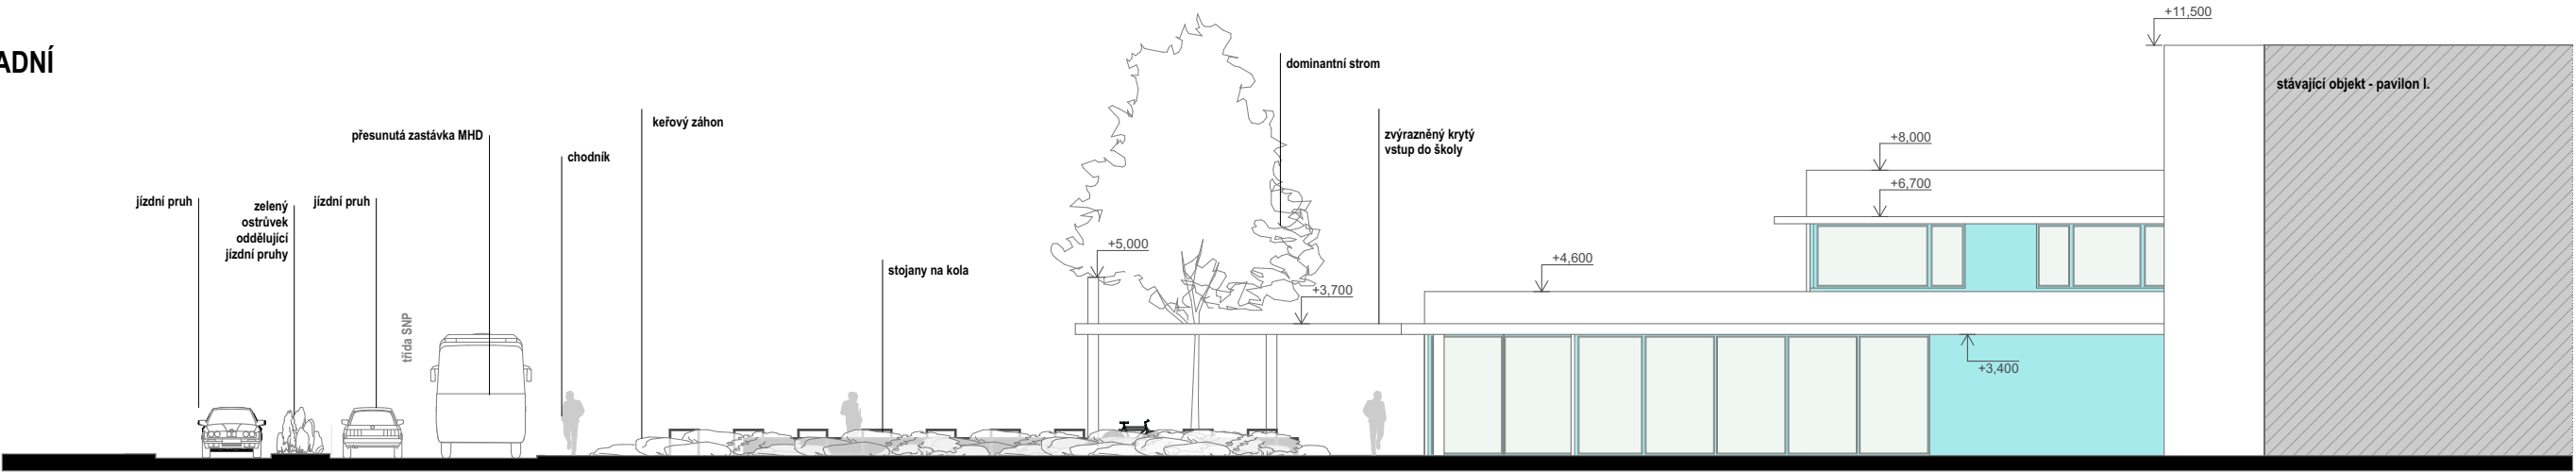 ADNÍ
+11,500
dominantní strom
stávající objekt - pavilon I.
keřový záhon
přesunutá zastávka MHD
zvýrazněný krytý
vstup do školy
+8,000
chodník
+6,700
jízdní pruh
zelený
ostrůvek
oddělující
jízdní pruhy
jízdní pruh
+5,000
+4,600
stojany na kola
+3,700
třída SNP
+3,400